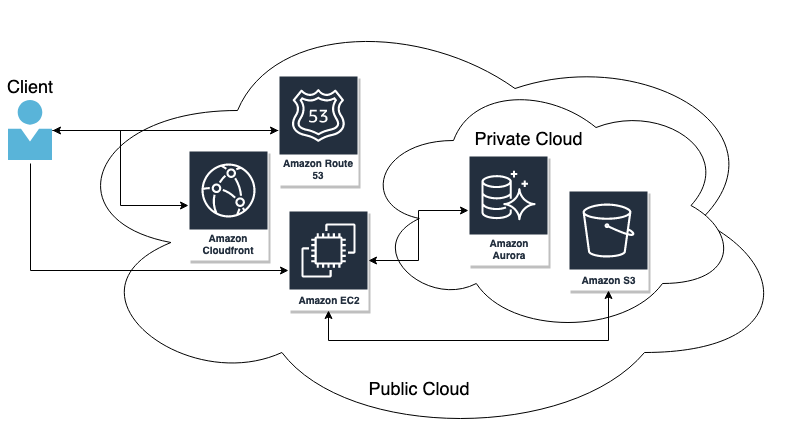 Client
53
Amazon Route
53
Private Cloud
Amazon
Cloudfront
Amazon
Aurora
Amazon EC2
Amazon S3
Public Cloud